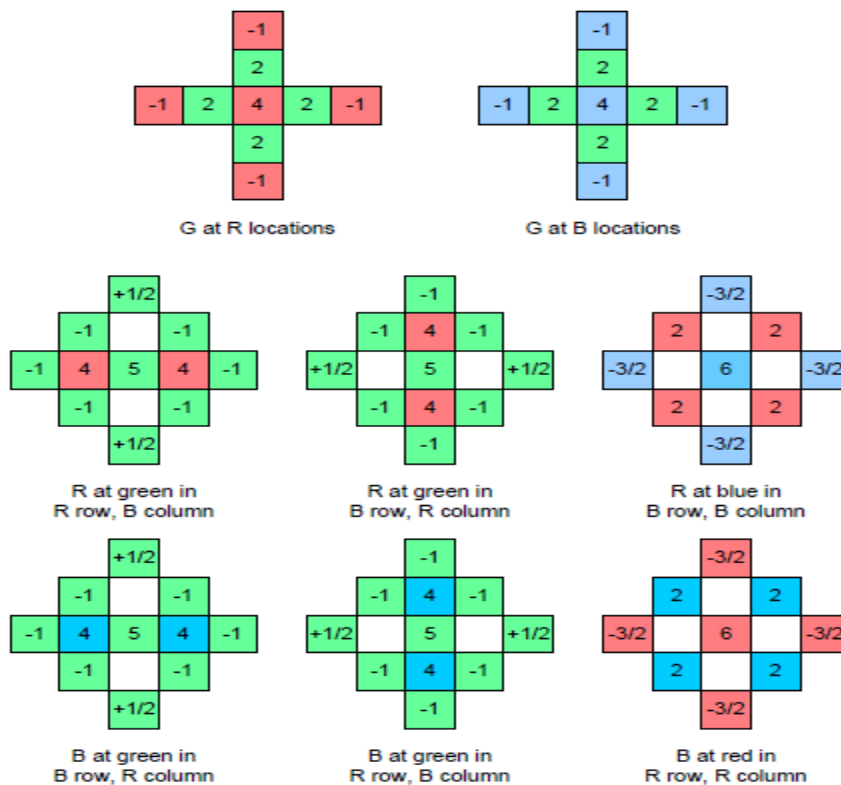 -1 -1
2 2
-1 2 4 2 -1 -1 2 4 2 -1
2 2
-1 -1
G at R locations G at B locations
+1/2 -1 -3/2
-1 -1 -1 4 -1 2 2
-1 4 5 4 -1 +1/2 5 +1/2 -3/2 6 -3/2
-1 -1 -1 4 -1 2 2
+1/2 -1 -3/2
R at green in R at green in R at blue in
R row, B column B row, R column B row, B column
+1/2 -1 -3/2
-1 -1 -1 4 -1 2 2
-1 4 5 4 -1 +1/2 5 +1/2 -3/2 6 -3/2
-1 -1 -1 4 -1 2 2
+1/2 -1 -3/2
B at green in B at green in B at red in
B row, R column R row, B column R row, R column